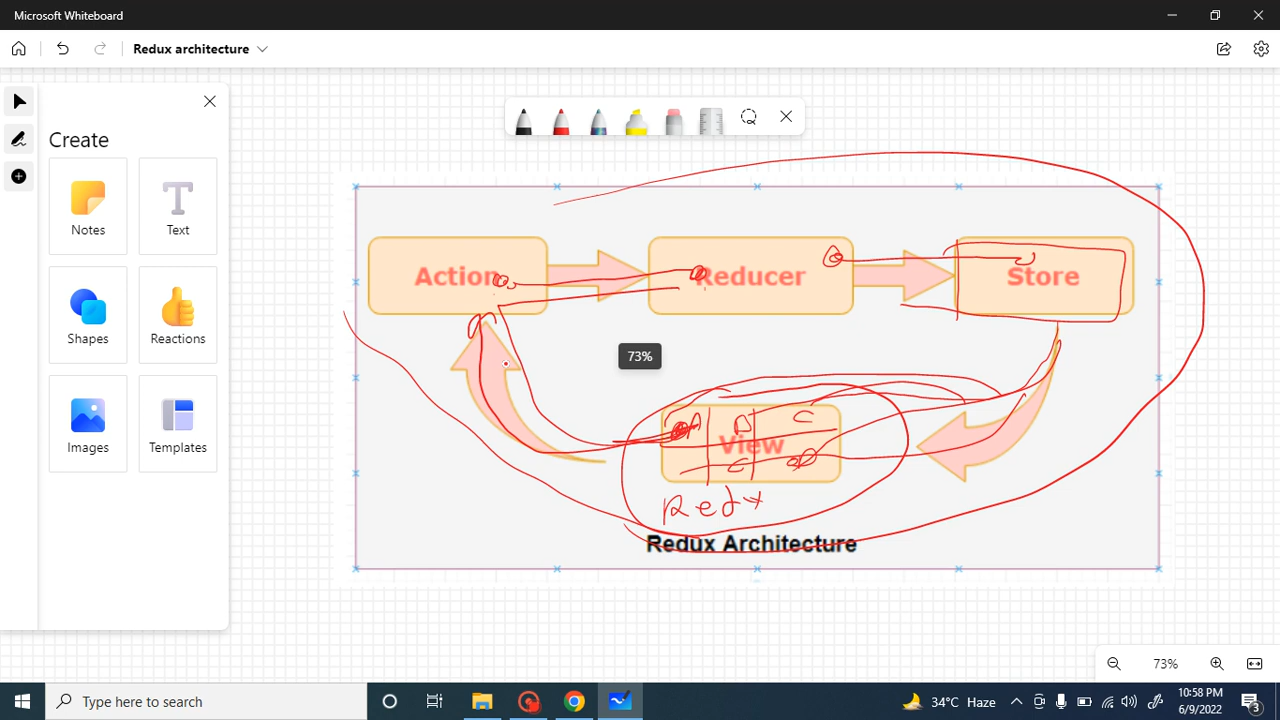 Microsoft Whiteboard
Redux architecture
Create
Notes
Text
Shapes
Reactions
Images
Templates
Action
Reducer
Store
73%
A
B
C
View
C
D
Redx
Redux Architecture
73%
Type here to search
34°C Haze
10:58 PM
6/9/2022
3